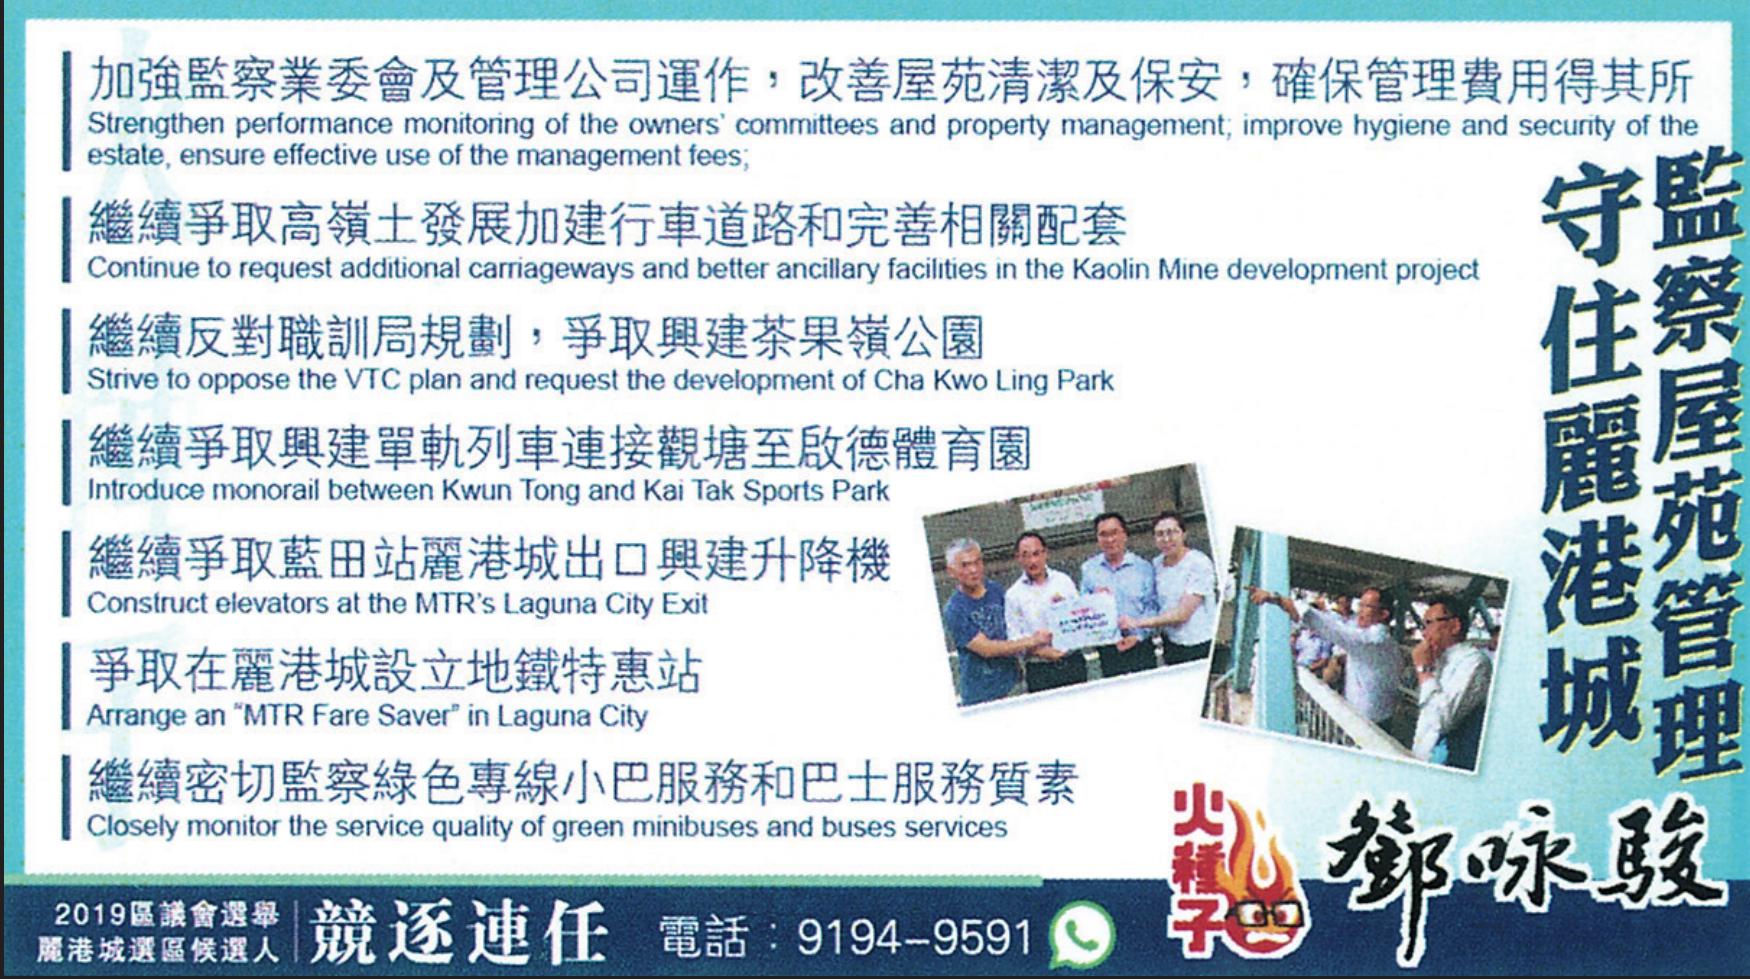 加強監察業委會及管理公司運作，改善屋苑清潔及保安，確保管理費用得其所
Strengthen performance monitoring of the owners' committees and property management; improve hygiene and security of the
estate, ensure effective use of the management fees;
繼續爭取高嶺土發展加建行車道路和完善相關配套
Continue to request additional carriageways and better ancillary facilities in the Kaolin Mine development project
繼續反對職訓局規劃，爭取興建茶果嶺公園
Strive to oppose the VTC plan and request the development of Cha Kwo Ling Park
繼續爭取興建單軌列車連接觀塘至啟德體育園
Introduce monorail between Kwun Tong and Kai Tak Sports Park
繼續爭取藍田站麗港城出口興建升降機
Construct elevators at the MTR's Laguna City Exit
爭取在麗港城設立地鐵特惠站
Arrange an “MTR Fare Saver” in Laguna City
繼續密切監察綠色專線小巴服務和巴士服務質素
Closely monitor the service quality of green minibuses and buses services
監察屋苑管理
守住麗港城
火種子
鄧咏駿
2019區議會選舉
麗港城選區候選人
競逐連任
電話：9194-9591